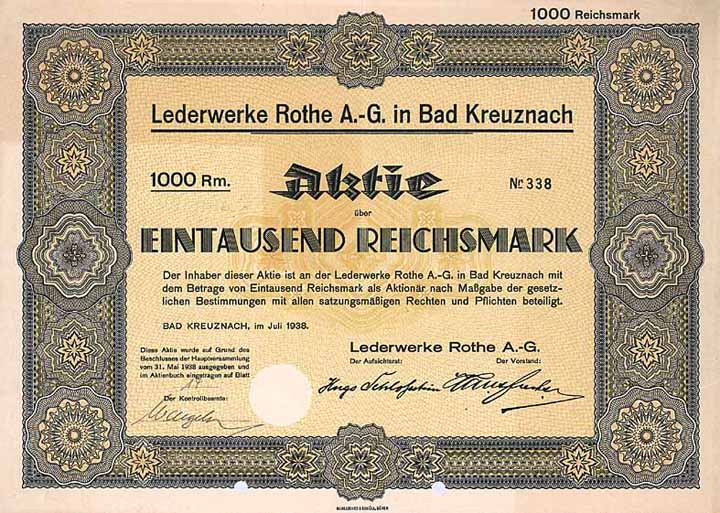 1000 Reichsmark
Lederwerke Rothe A.-G. in Bad Kreuznach
1000 Rm.
Aktie
Nr. 338
über
EINTAUSEND REICHSMARK
Der Inhaber dieser Aktie ist an der Lederwerke Rothe A.-G. in Bad Kreuznach mit
dem Betrage von Eintausend Reichsmark als Aktionär nach Maßgabe der gesetz-
lichen Bestimmungen mit allen satzungsmäßigen Rechten und Pflichten beteiligt.
BAD KREUZNACH, im Juli 1938.
Diese Aktie wurde auf Grund des
Beschlusses der Hauptversammlung
vom 31. Mai 1938 ausgegeben und
im Aktienbuch eingetragen auf Blatt
Der Kontrollbeamte:
Lederwerke Rothe A.-G.
Der Aufsichtsrat: Der Vorstand: